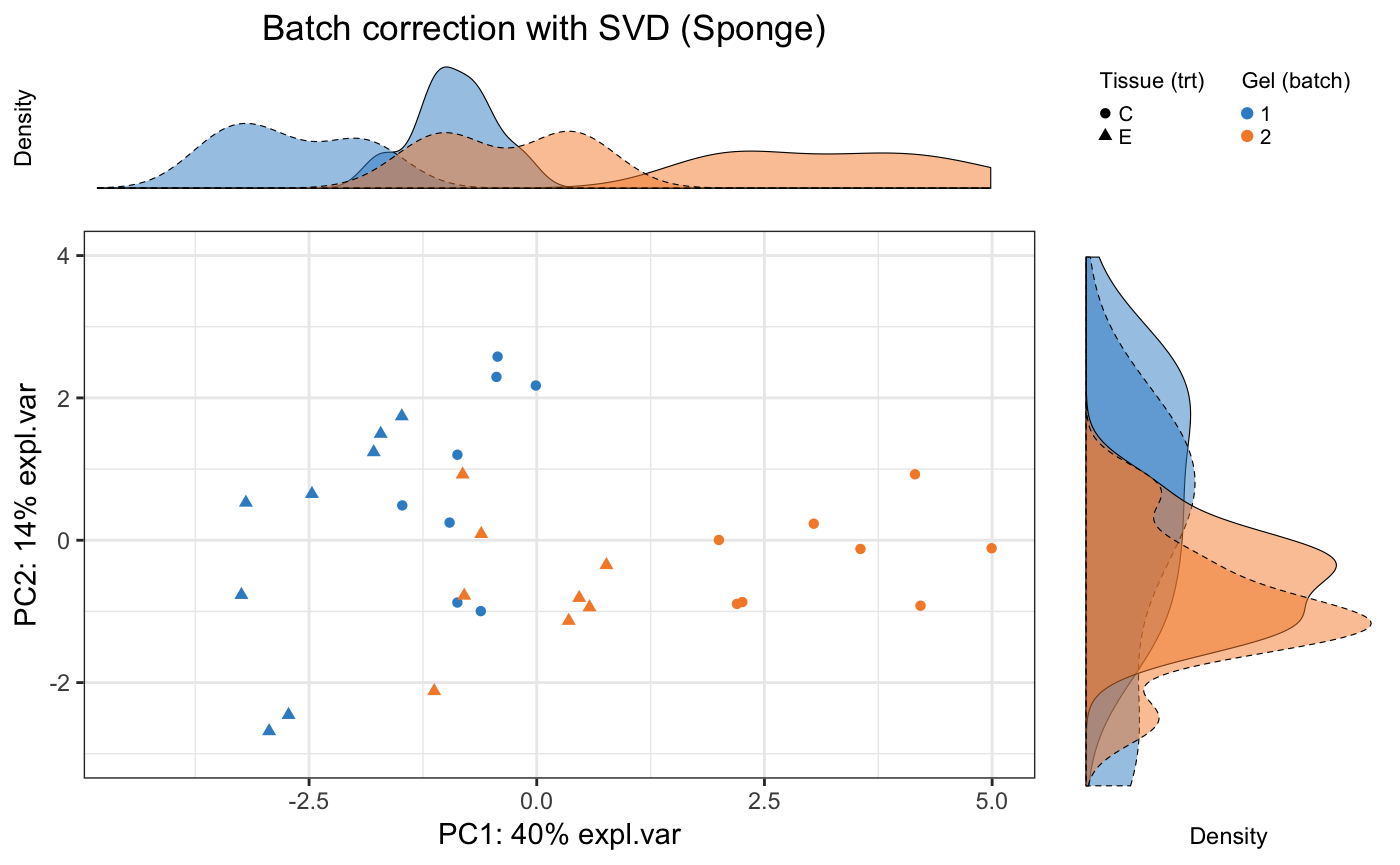 Batch correction with SVD (Sponge)
Density
Tissue (trt)
C
E
Gel (batch)
1
2
4
2
0
-2
PC2: 14% expl.var
-2.5
0.0
2.5
5.0
PC1: 40% expl.var
Density